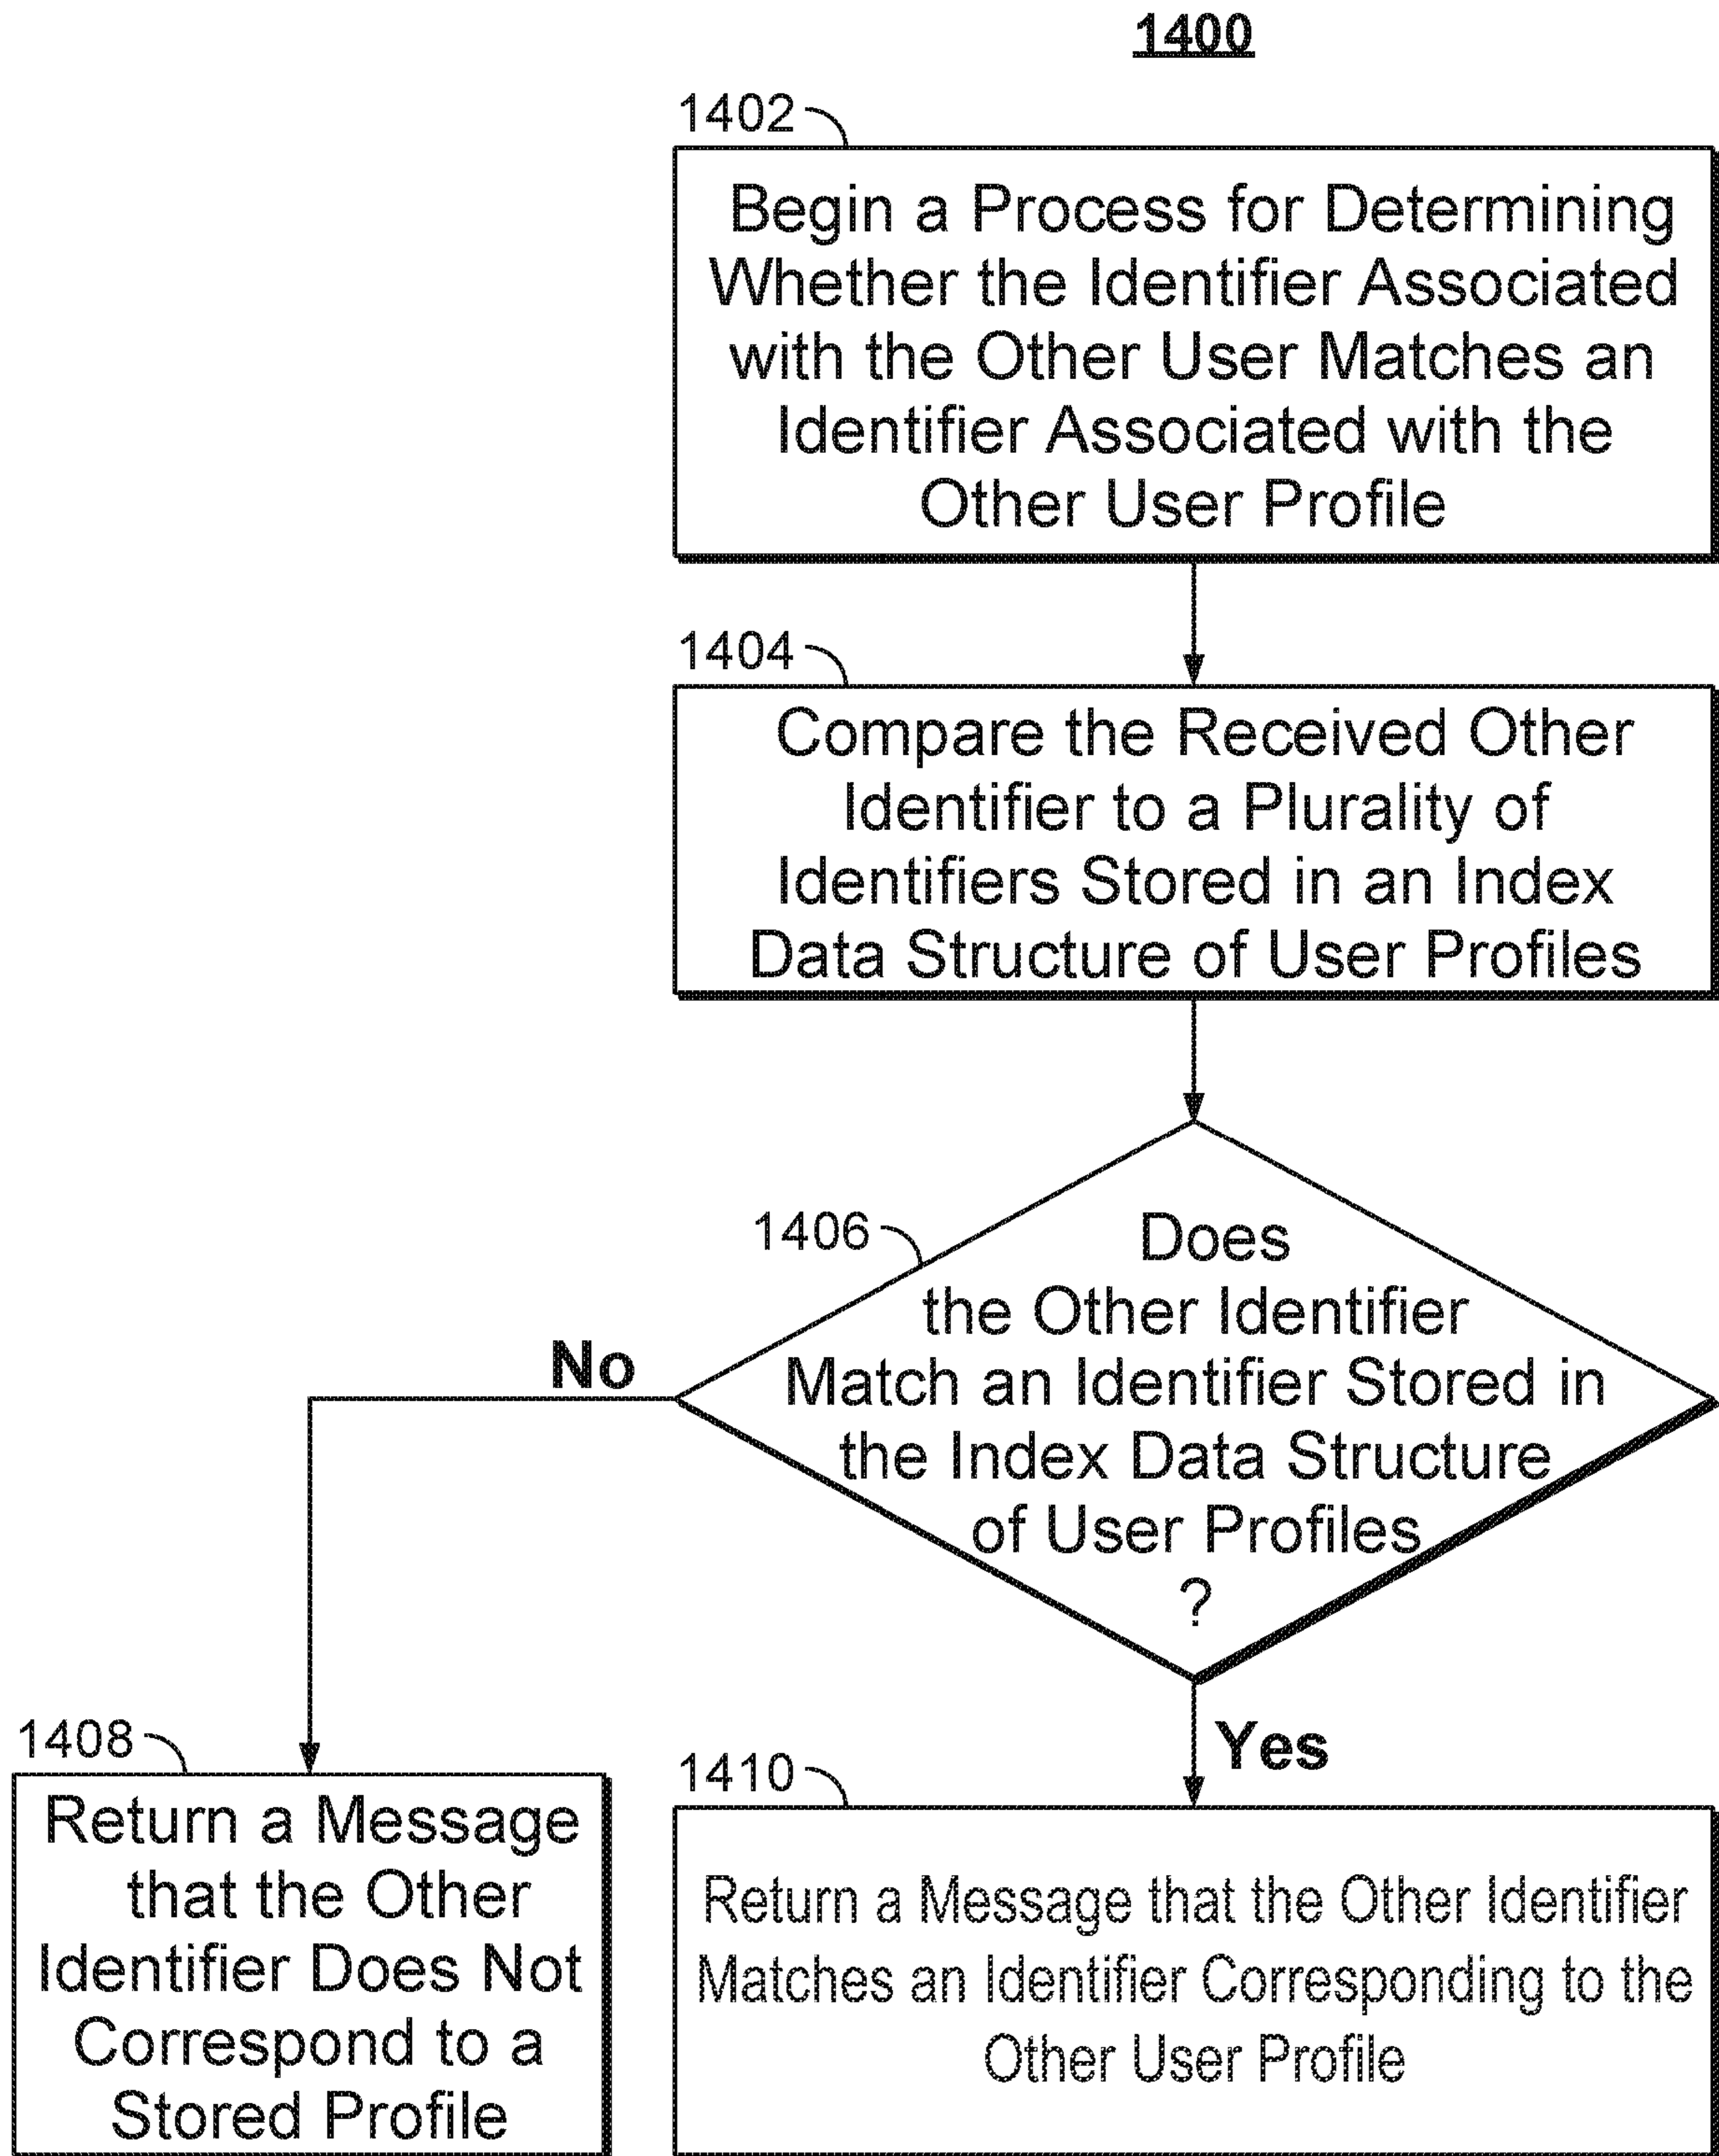 1400
1402
Begin a Process for Determining
Whether the Identifier Associated
with the Other User Matches an
Identifier Associated with the
Other User Profile
1404
Compare the Received Other
Identifier to a Plurality of
Identifiers Stored in an Index
Data Structure of User Profiles
1406
Does
the Other Identifier
Match an Identifier Stored in
the Index Data Structure
of User Profiles
?
No
Yes
1408
Return a Message
that the Other
Identifier Does Not
Correspond to a
Stored Profile
1410
Return a Message that the Other Identifier
Matches an Identifier Corresponding to the
Other User Profile